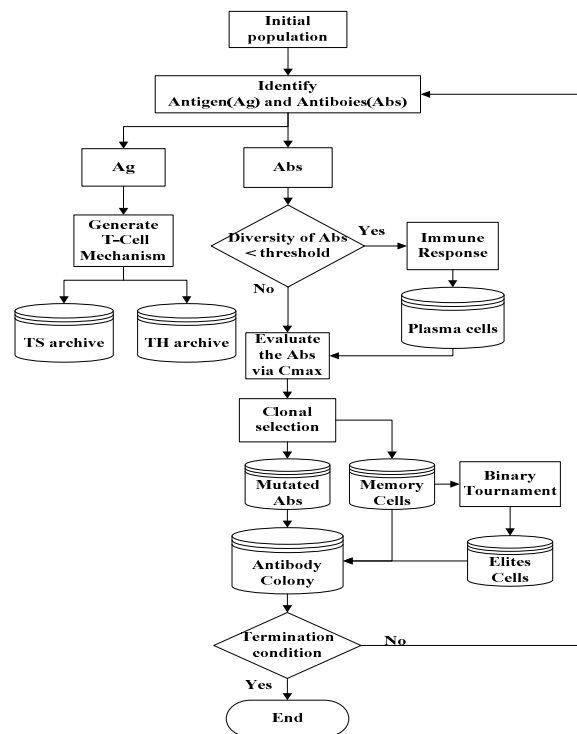 Initial
population
Identify
Antigen(Ag) and Antiboies(Abs)
Ag
Abs
Generate
T-Cell
Mechanism
Diversity of Abs
< threshold
Yes
Immune
Response
No
TS archive
TH archive
Plasma cells
Evaluate
the Abs
via Cmax
Clonal
selection
Mutated
Abs
Memory
Cells
Binary
Tournament
Antibody
Colony
Elites
Cells
Termination
condition
No
Yes
End